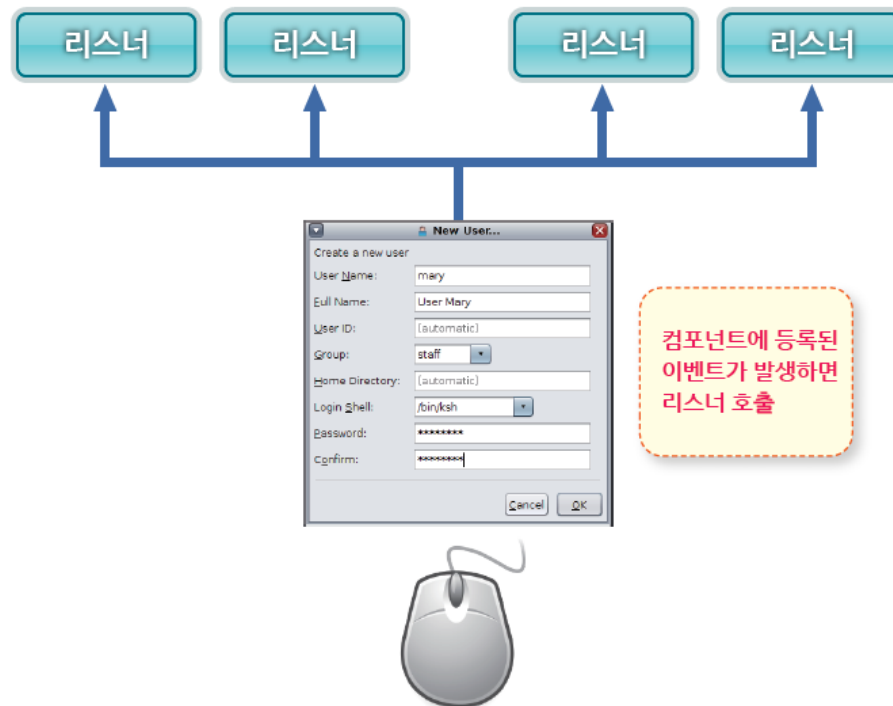 리스너
리스너
리스너
리스너
New User...
Create a new user
User Name: mary
Full Name: User Mary
User ID: (automatic)
Group: staff
Home Directory: (automatic)
Login Shell: /bin/ksh
Password: ********
Confirm: ********
Cancel OK
컴포넌트에 등록된
이벤트가 발생하면
리스너 호출